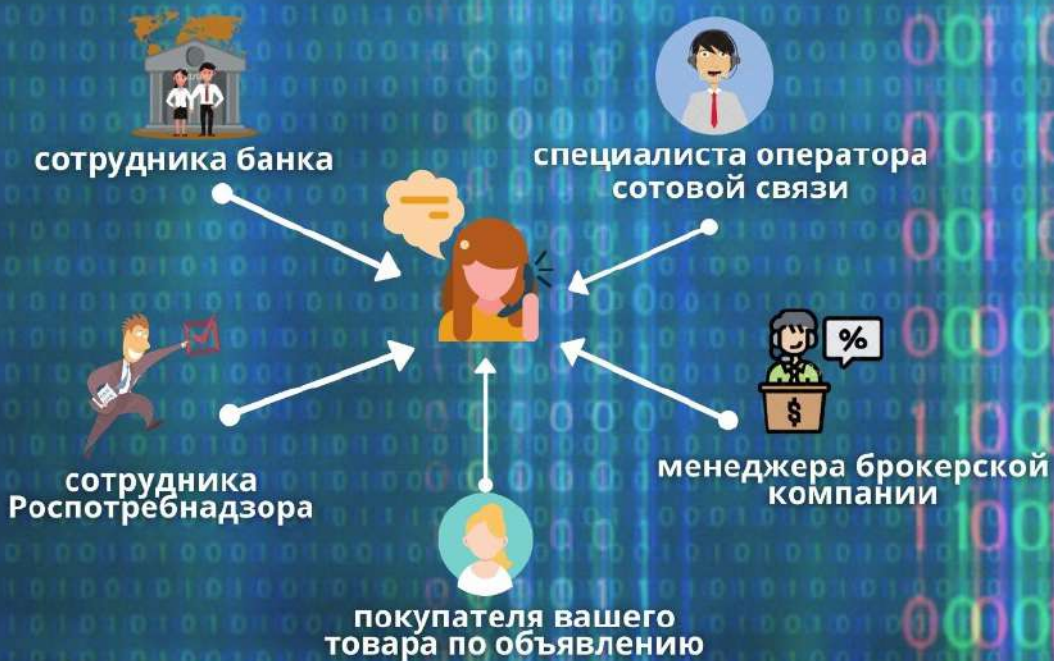 сотрудника банка
специалиста оператора
сотовой связи
%
$
сотрудника
Роспотребнадзора
менеджера брокерской
компании
покупателя вашего
товара по объявлению